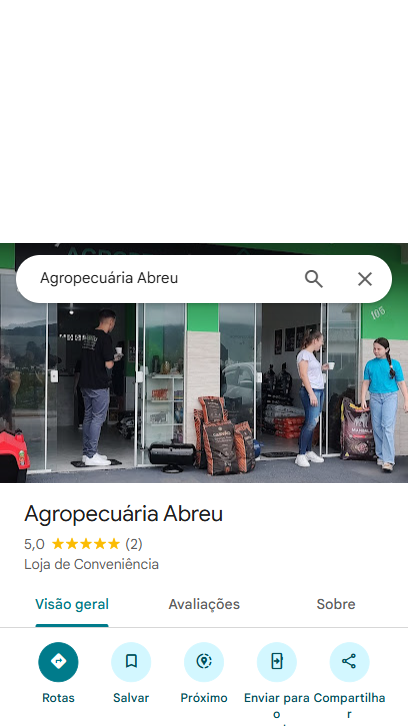 Agropecuária Abreu
105
Agropecuária Abreu
5,0 (2)
Loja de Conveniência
Visão geral Avaliações Sobre
Rotas Salvar Próximo Enviar para o Compartilhar